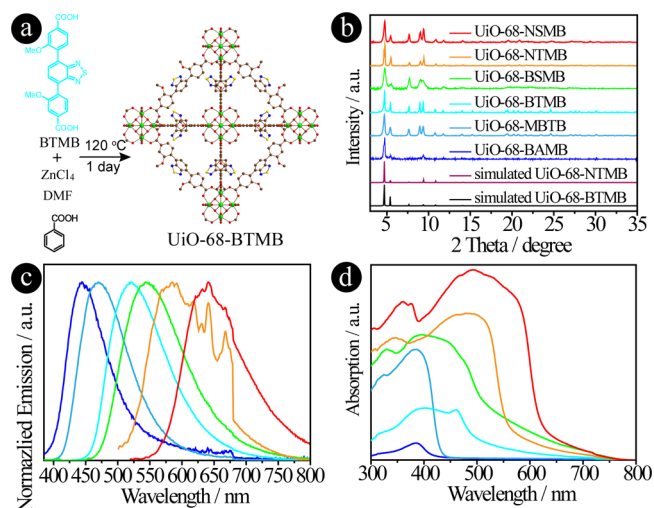 a
COOH
MeO
N
S
N
MeO
COOH
BTMB
+
ZnCl4
DMF
COOH
120 °C
1 day
UiO-68-BTMB
b
Intensity / a.u.
UiO-68-NSMB
UiO-68-NTMB
UiO-68-BSMB
UiO-68-BTMB
UiO-68-MBTB
UiO-68-BAMB
simulated UiO-68-NTMB
simulated UiO-68-BTMB
5 10 15 20 25 30 35
2 Theta / degree
c
Normazlied Emission / a.u.
400 450 500 550 600 650 700 750 800
Wavelength / nm
d
Absorption / a.u.
300 400 500 600 700 800
Wavelength / nm